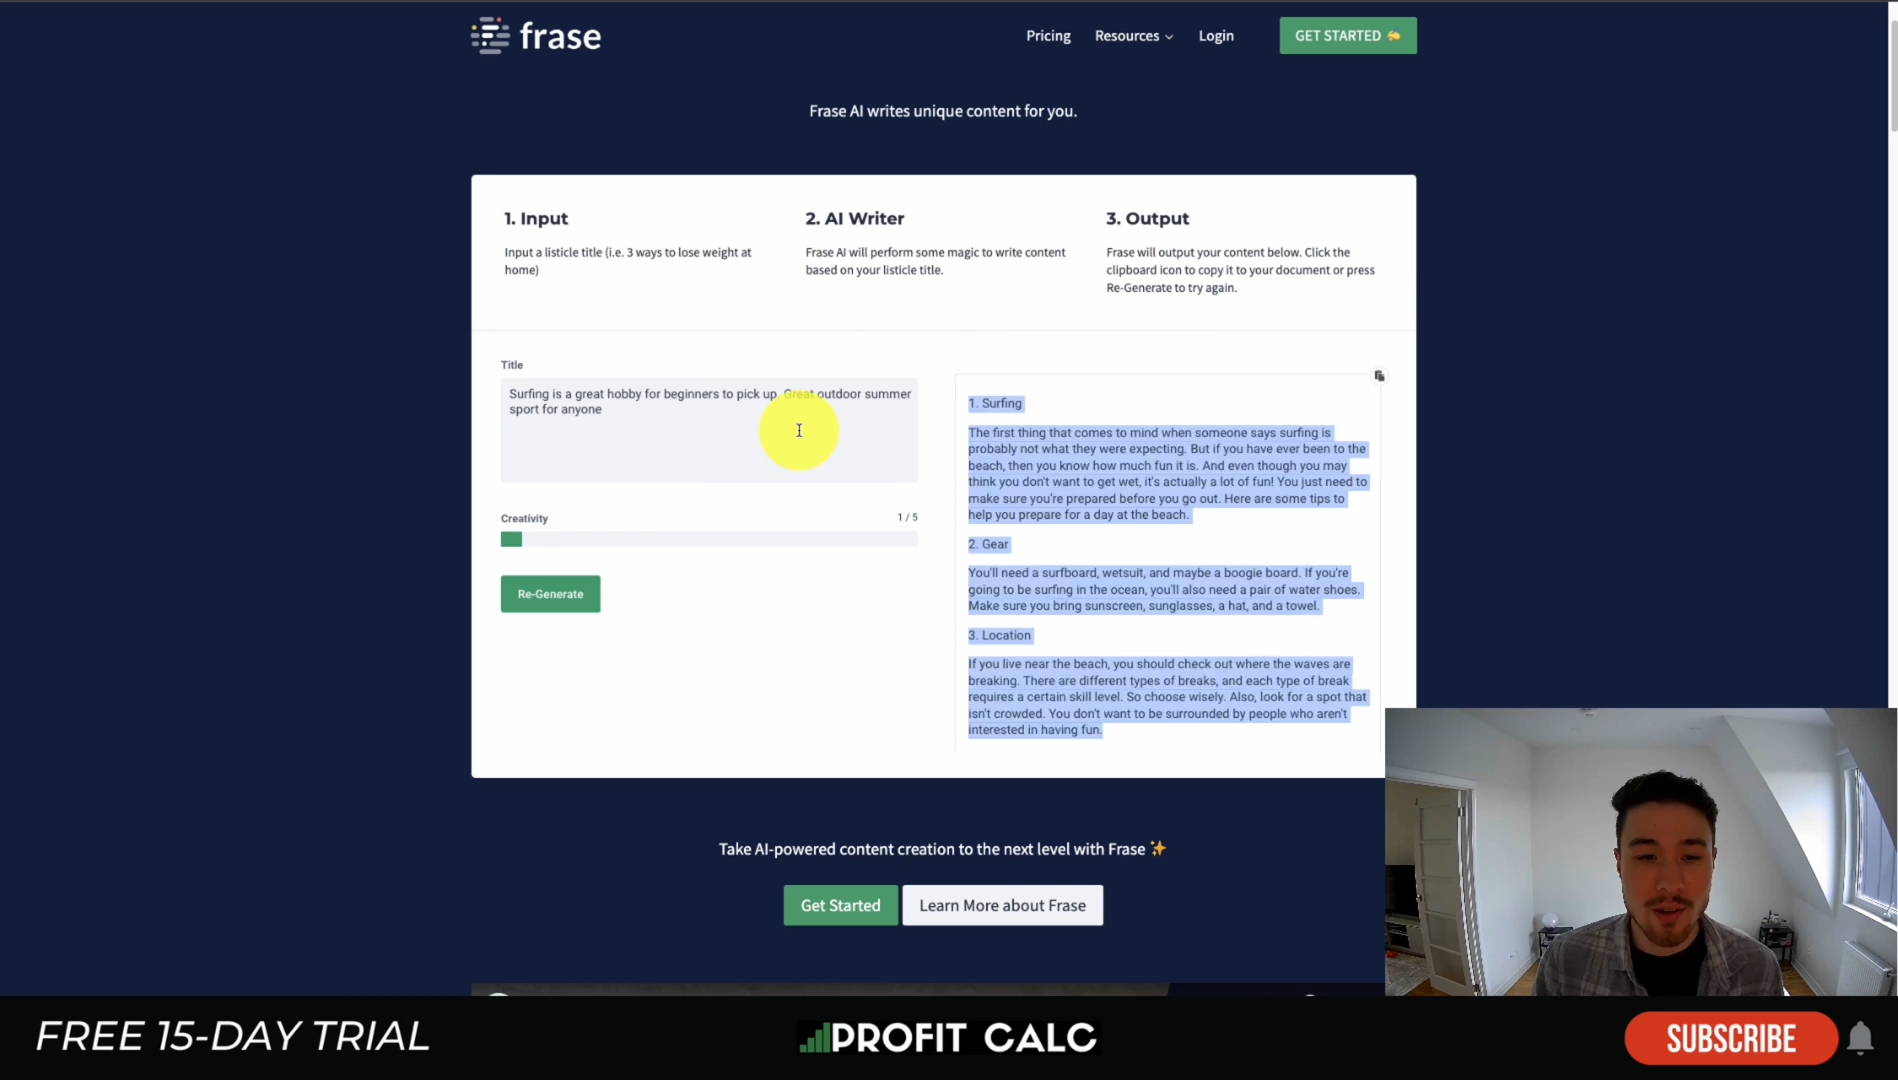 frase
Pricing
Resources
Login
GET STARTED
Frase AI writes unique content for you.
1. Input
Input a listicle title (i.e. 3 ways to lose weight at
home)
2. AI Writer
Frase AI will perform some magic to write content
based on your listicle title.
3. Output
Frase will output your content below. Click the
clipboard icon to copy it to your document or press
Re-Generate to try again.
Title
Surfing is a great hobby for beginners to pick up. Great outdoor summer
sport for anyone
Creativity
1 / 5
Re-Generate
1. Surfing
The first thing that comes to mind when someone says surfing is
probably not what they were expecting. But if you have ever been to the
beach, then you know how much fun it is. And even though you may
think you don't want to get wet, it's actually a lot of fun! You just need to
make sure you're prepared before you go out. Here are some tips to
help you prepare for a day at the beach.
2. Gear
You'll need a surfboard, wetsuit, and maybe a boogie board. If you're
going to be surfing in the ocean, you'll also need a pair of water shoes.
Make sure you bring sunscreen, sunglasses, a hat, and a towel.
3. Location
If you live near the beach, you should check out where the waves are
breaking. There are different types of breaks, and each type of break
requires a certain skill level. So choose wisely. Also, look for a spot that
isn't crowded. You don't want to be surrounded by people who aren't
interested in having fun.
Take AI-powered content creation to the next level with Frase
Get Started
Learn More about Frase
FREE 15-DAY TRIAL
PROFIT CALC
SUBSCRIBE